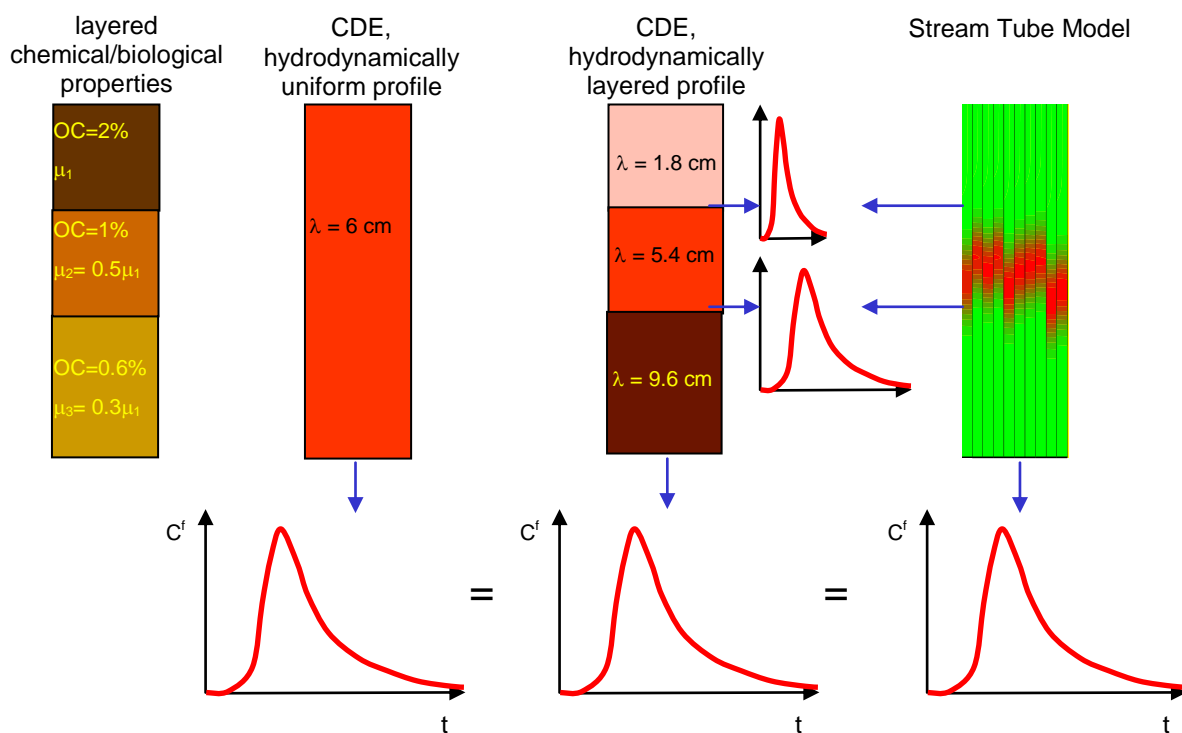 layered
chemical/biological
properties
CDE,
hydrodynamically
uniform profile
CDE,
hydrodynamically
layered profile
Stream Tube Model
OC=2%
μ1
OC=1%
μ2= 0.5μ1
OC=0.6%
μ3= 0.3μ1
λ = 6 cm
λ = 1.8 cm
λ = 5.4 cm
λ = 9.6 cm
Cf
t
=
Cf
t
=
Cf
t